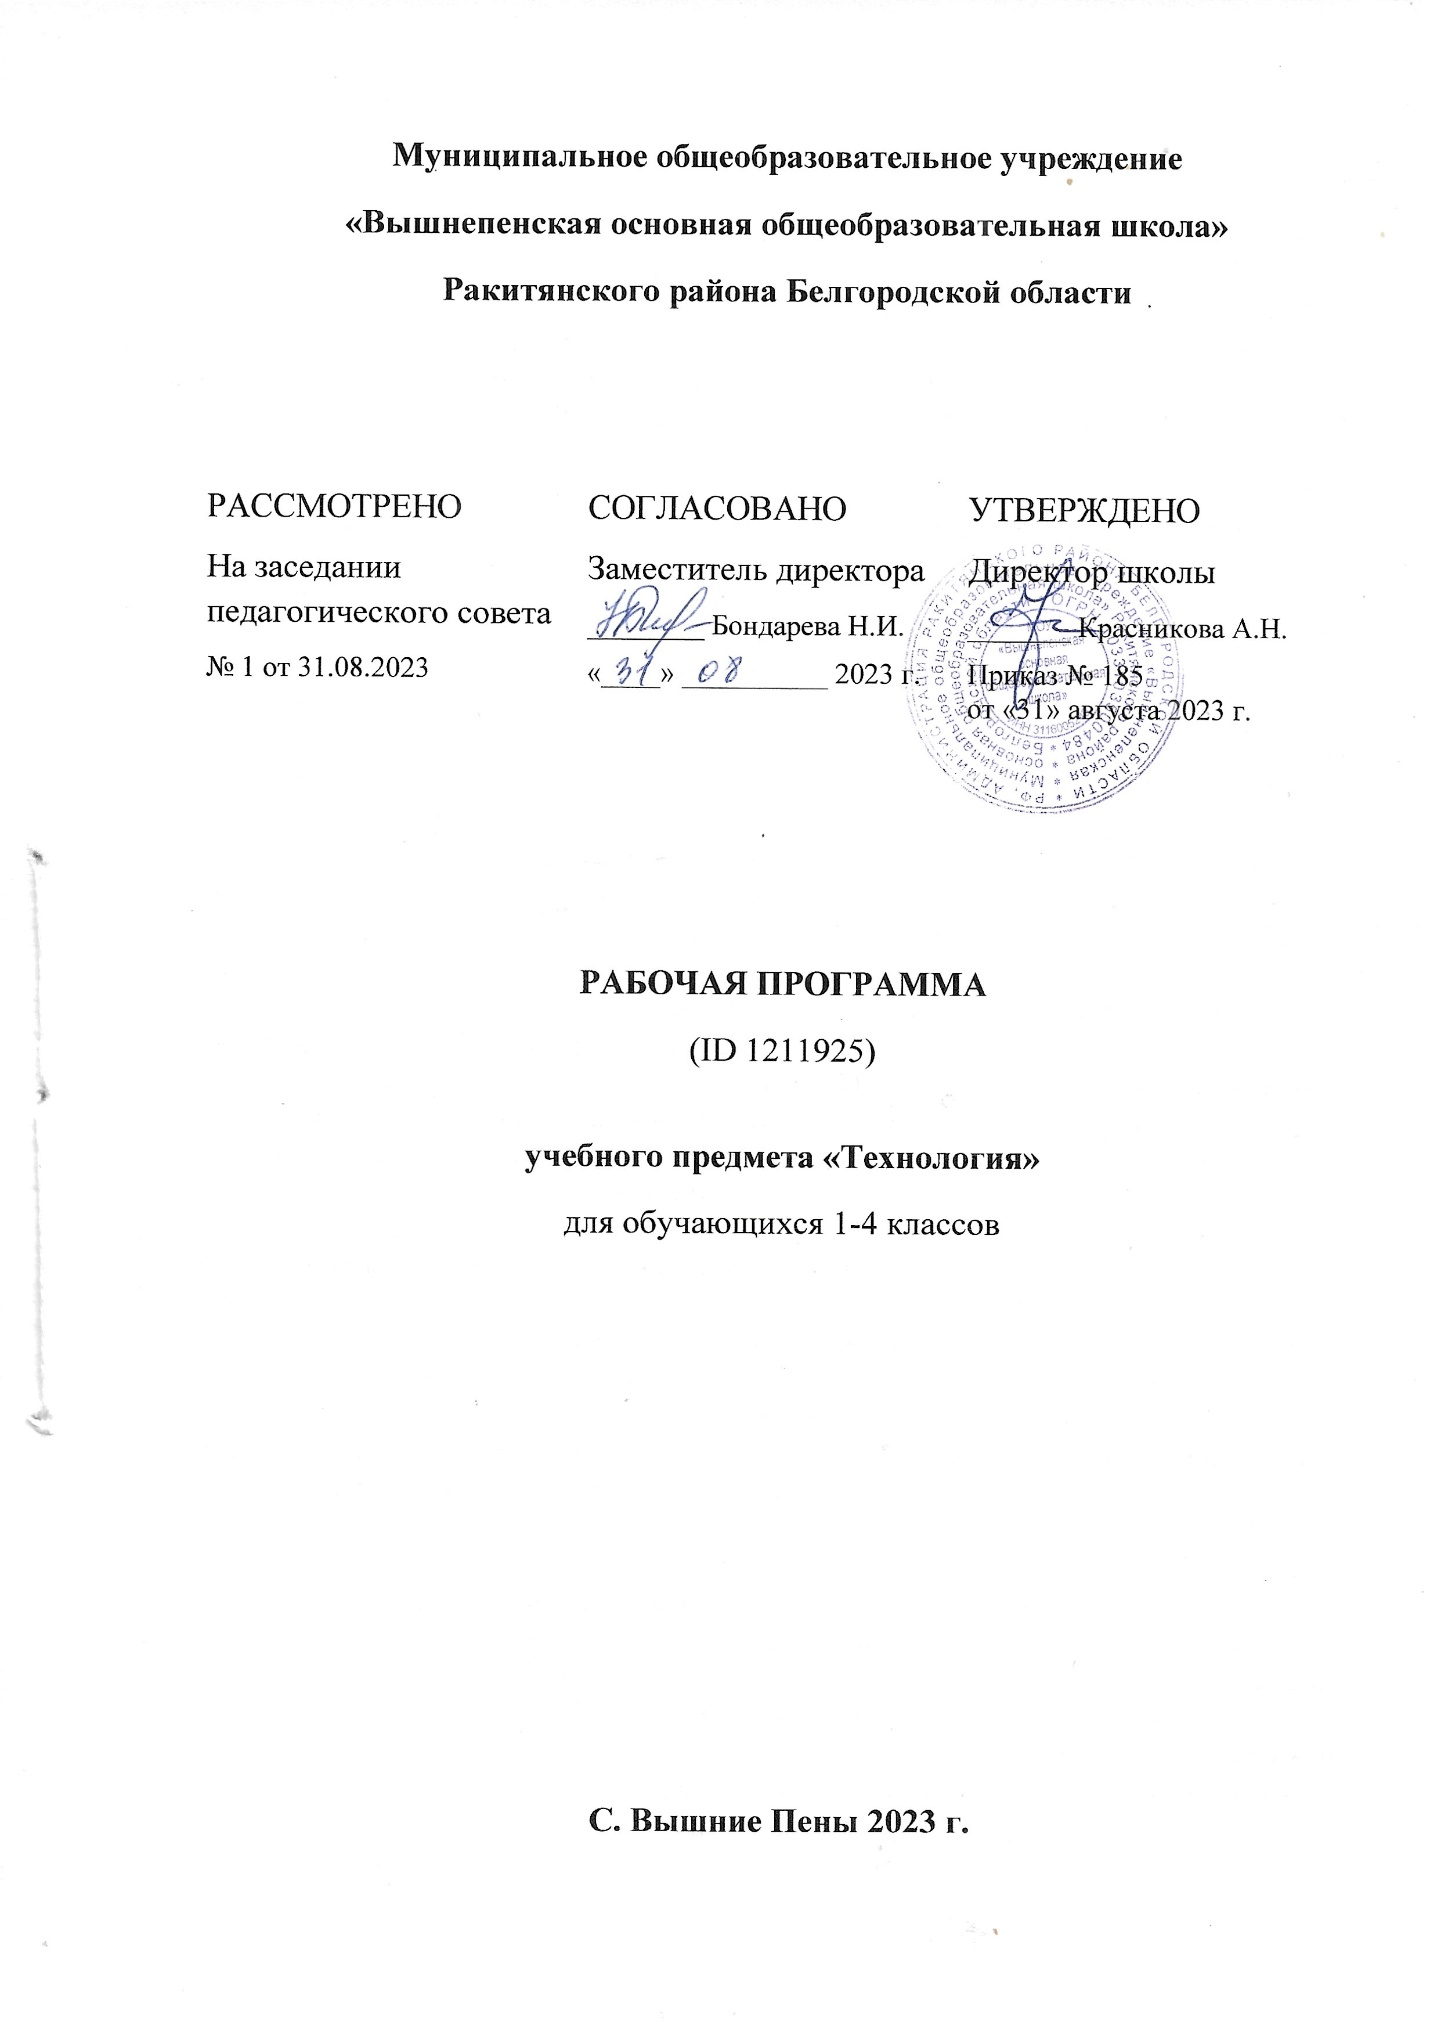 Муниципальное общеобразовательное учреждение
«Вышнепенская основная общеобразовательная школа»
Ракитянского района Белгородской области
РАССМОТРЕНО
На заседании
педагогического совета
№ 1 от 31.08.2023
СОГЛАСОВАНО
Заместитель директора
Бондарева Н.И.
«31» 08 2023 г.
УТВЕРЖДЕНО
Директор школы
Красникова А.Н.
Приказ № 185
от «31» августа 2023 г.
РАБОЧАЯ ПРОГРАММА
(ID 1211925)
учебного предмета «Технология»
для обучающихся 1-4 классов
С. Вышние Пены 2023 г.